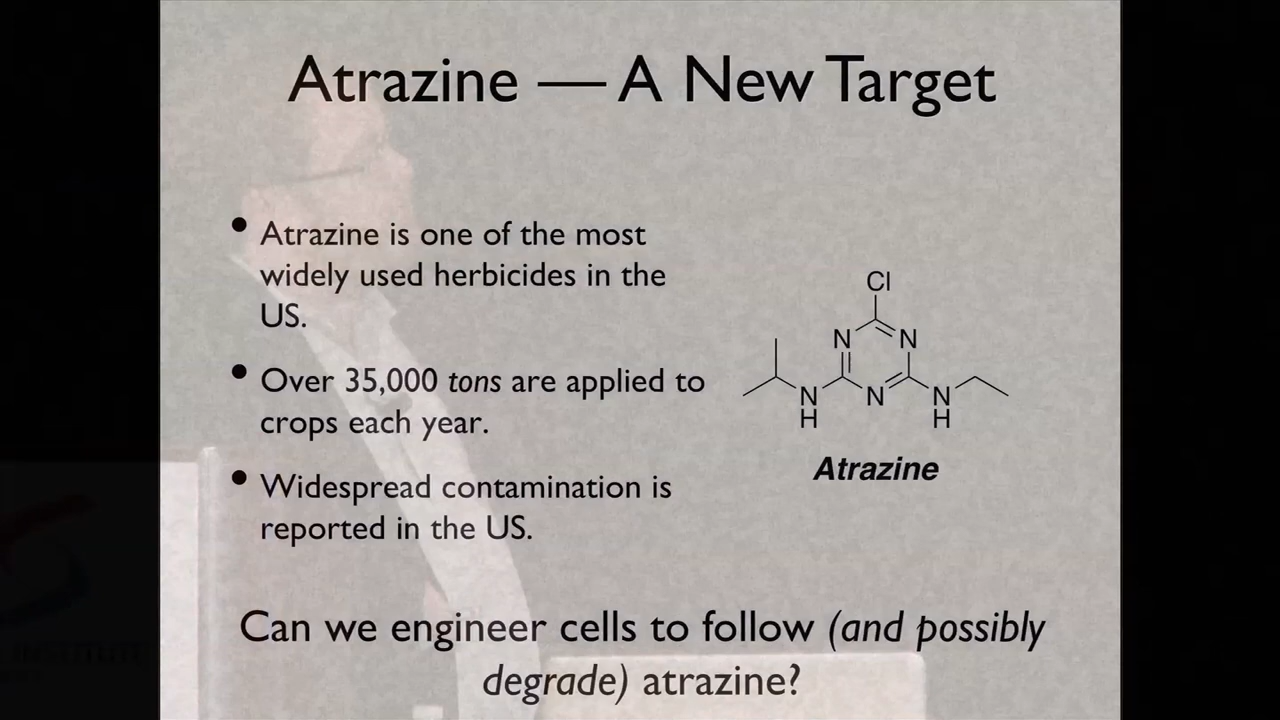 Atrazine — A New Target
• Atrazine is one of the most
widely used herbicides in the
US.
• Over 35,000 tons are applied to
crops each year.
• Widespread contamination is
reported in the US.
Cl
N N
N N N
H H
Atrazine
Can we engineer cells to follow (and possibly
degrade) atrazine?
INSTITUTE